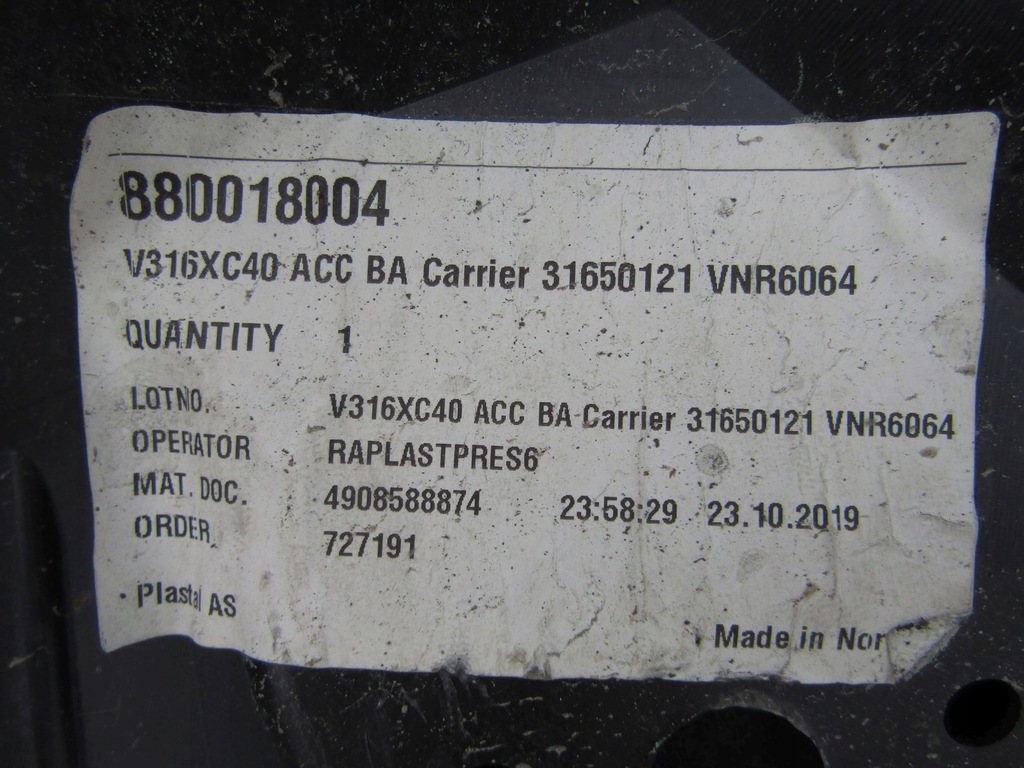 880018004
V316XC40 ACC BA Carrier 31650121 VNR6064
QUANTITY 1
LOTNO. V316XC40 ACC BA Carrier 31650121 VNR6064
OPERATOR RAPLASTPRES6
MAT. DOC. 4908588874 23:58:29 23.10.2019
ORDER 727191
Plastal AS
Made in Nor